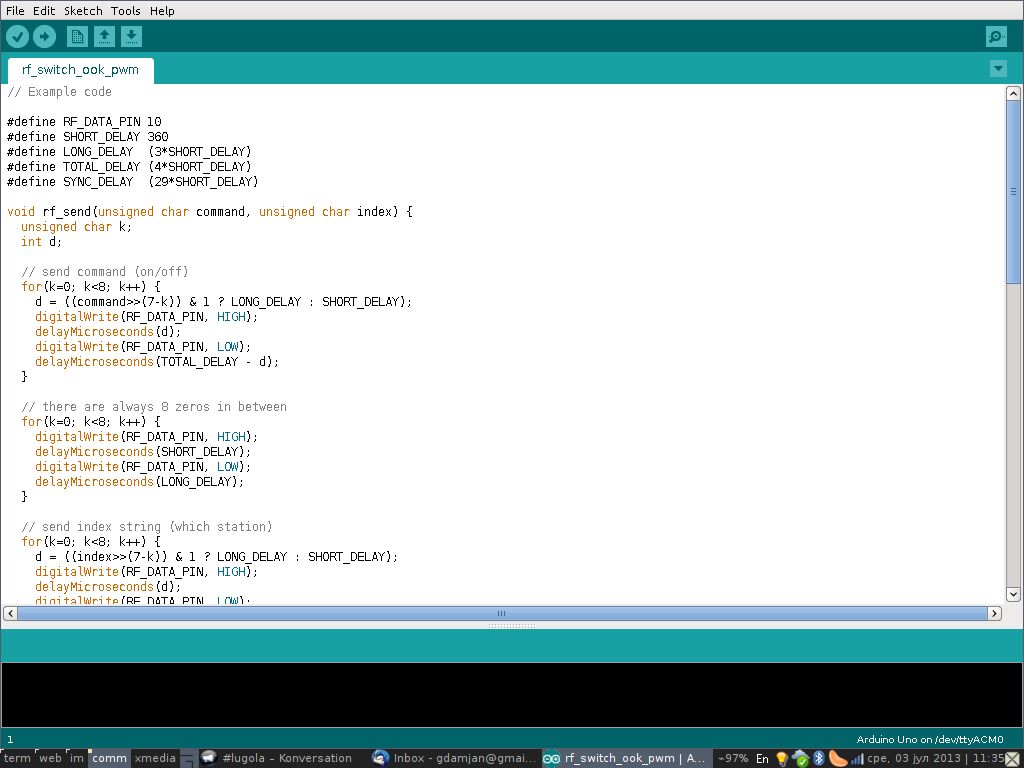 File Edit Sketch Tools Help
rf_switch_ook_pwm
// Example code
#define RF_DATA_PIN 10
#define SHORT_DELAY 360
#define LONG_DELAY  (3*SHORT_DELAY)
#define TOTAL_DELAY (4*SHORT_DELAY)
#define SYNC_DELAY  (29*SHORT_DELAY)
void rf_send(unsigned char command, unsigned char index) {
  unsigned char k;
  int d;
  // send command (on/off)
  for(k=0; k<8; k++) {
    d = ((command>>(7-k)) & 1 ? LONG_DELAY : SHORT_DELAY);
    digitalWrite(RF_DATA_PIN, HIGH);
    delayMicroseconds(d);
    digitalWrite(RF_DATA_PIN, LOW);
    delayMicroseconds(TOTAL_DELAY - d);
  }
  // there are always 8 zeros in between
  for(k=0; k<8; k++) {
    digitalWrite(RF_DATA_PIN, HIGH);
    delayMicroseconds(SHORT_DELAY);
    digitalWrite(RF_DATA_PIN, LOW);
    delayMicroseconds(LONG_DELAY);
  }
  // send index string (which station)
  for(k=0; k<8; k++) {
    d = ((index>>(7-k)) & 1 ? LONG_DELAY : SHORT_DELAY);
    digitalWrite(RF_DATA_PIN, HIGH);
    delayMicroseconds(d);
    digitalWrite(RF_DATA_PIN, LOW);
1
Arduino Uno on /dev/ttyACM0
term web im comm xmedia #lugola – Konversation Inbox - gdamjan@gmai... rf_switch_ook_pwm | A... ~97% En сре, 03 јул 2013 | 11:35